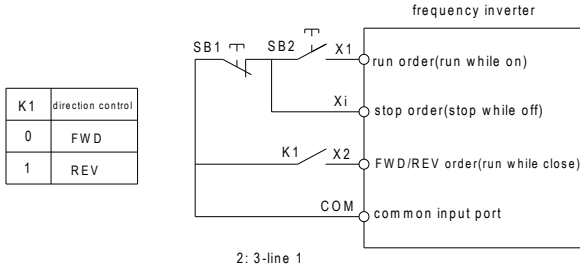 frequency inverter
SB1 SB2 X1
run order(run while on)
Xi
stop order(stop while off)
K1 direction control
0 FWD
1 REV
K1 X2
FWD/REV order(run while close)
COM
common input port
2: 3-line 1